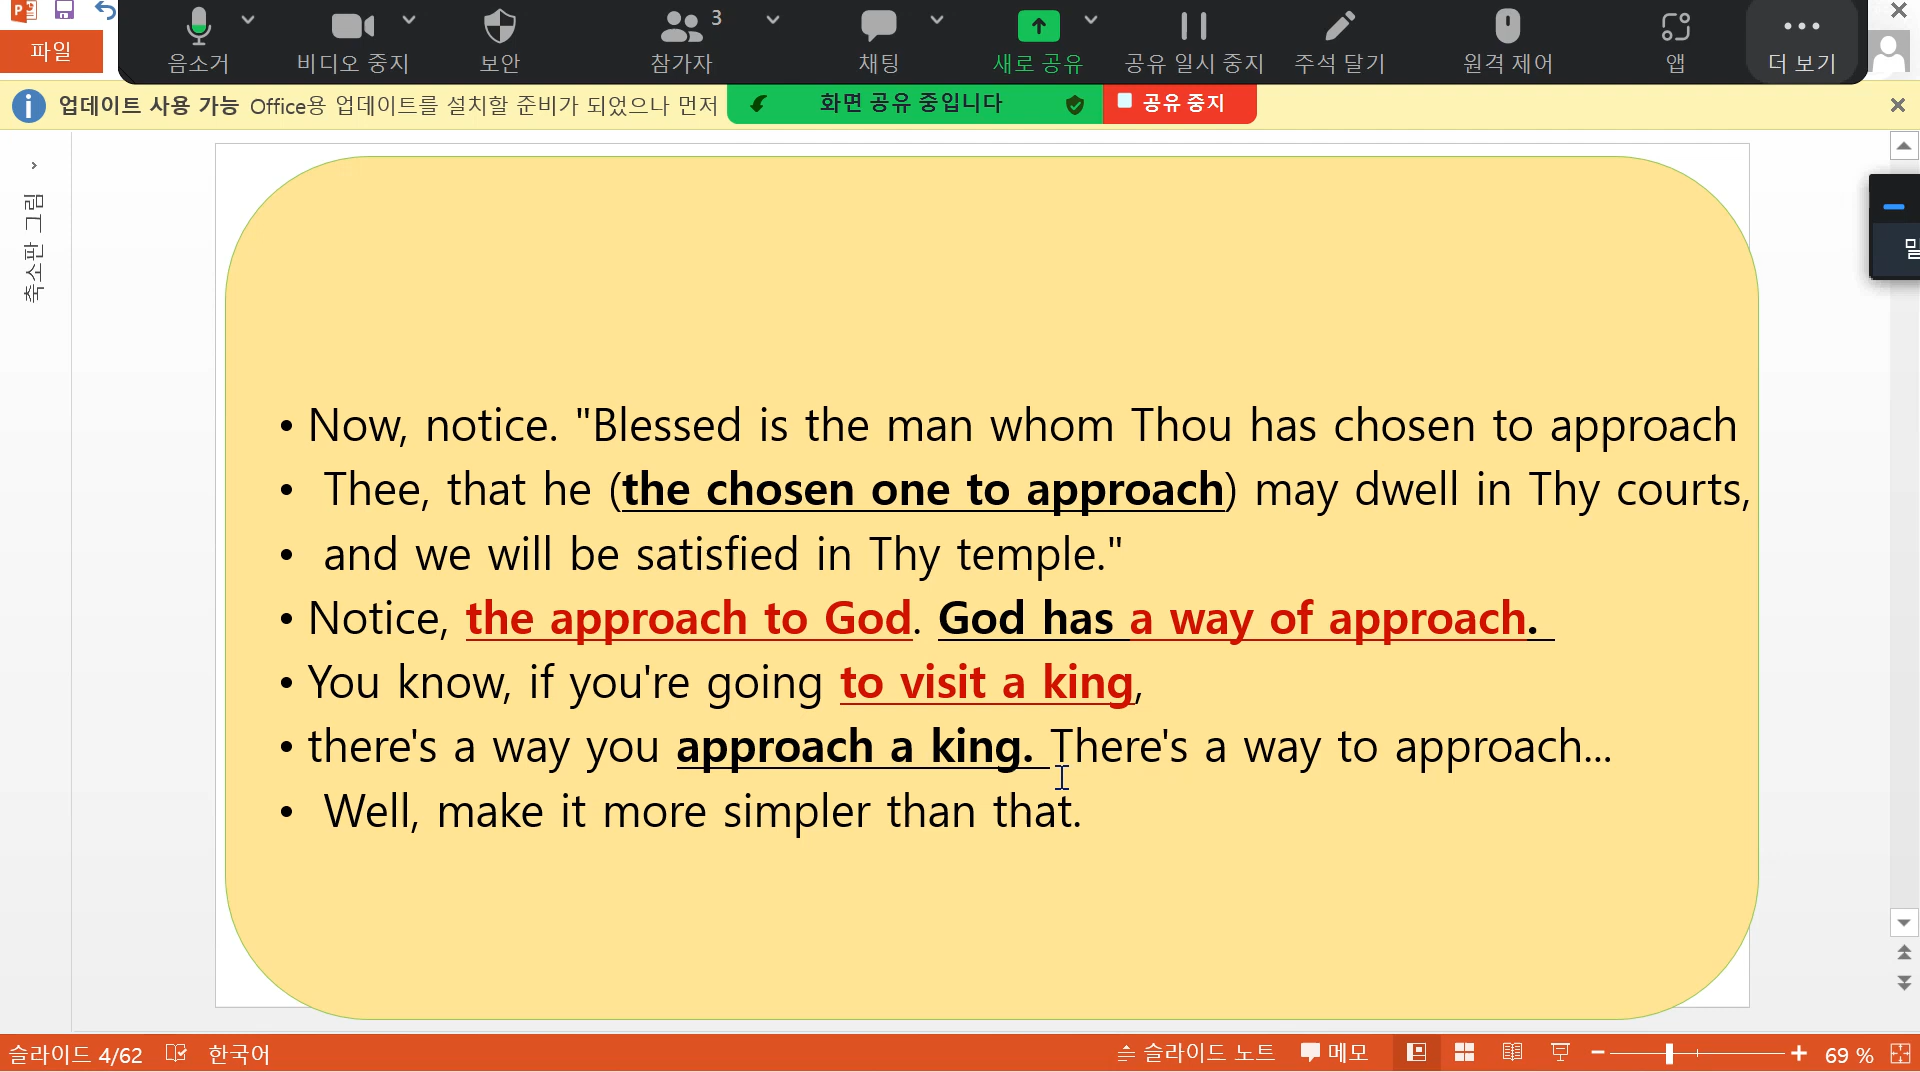 음소거
비디오 중지
보안
참가자 3
채팅
새로 공유
공유 일시 중지
주석 달기
원격 제어
앱
더 보기
파일
업데이트 사용 가능 Office용 업데이트를 설치할 준비가 되었으나 먼저
화면 공유 중입니다
공유 중지
축소판 그림
• Now, notice. "Blessed is the man whom Thou has chosen to approach
• Thee, that he (the chosen one to approach) may dwell in Thy courts,
• and we will be satisfied in Thy temple."
• Notice, the approach to God. God has a way of approach.
• You know, if you're going to visit a king,
• there's a way you approach a king. There's a way to approach...
• Well, make it more simpler than that.
슬라이드 4/62 한국어
슬라이드 노트 메모 69 %